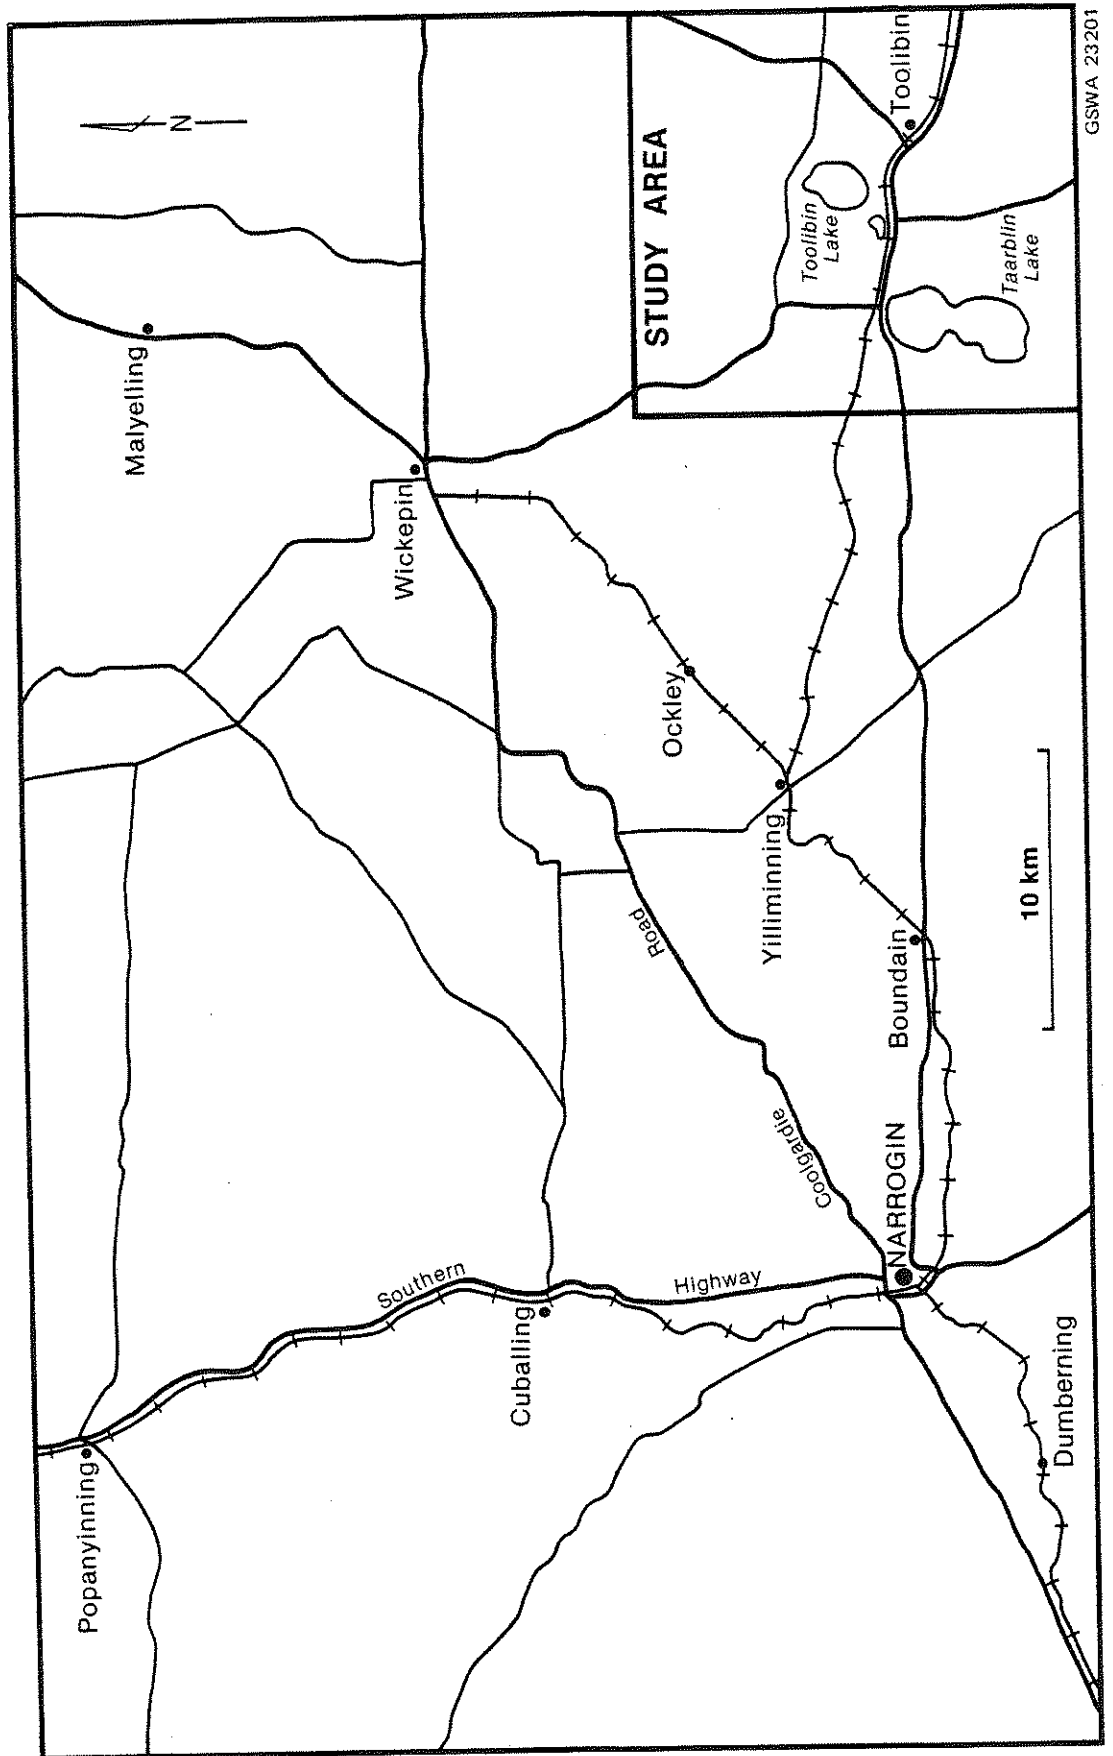 N
Malyelling
Popanyinning
Wickepin
Southern
Cuballing
STUDY AREA
Ockley
Road
Highway
Coolgardie
Yilliminning
Toolibin
Lake
Toolibin
NARROGIN
Boundain
Taarblin
Lake
Dumberning
10 km
GSWA 23201